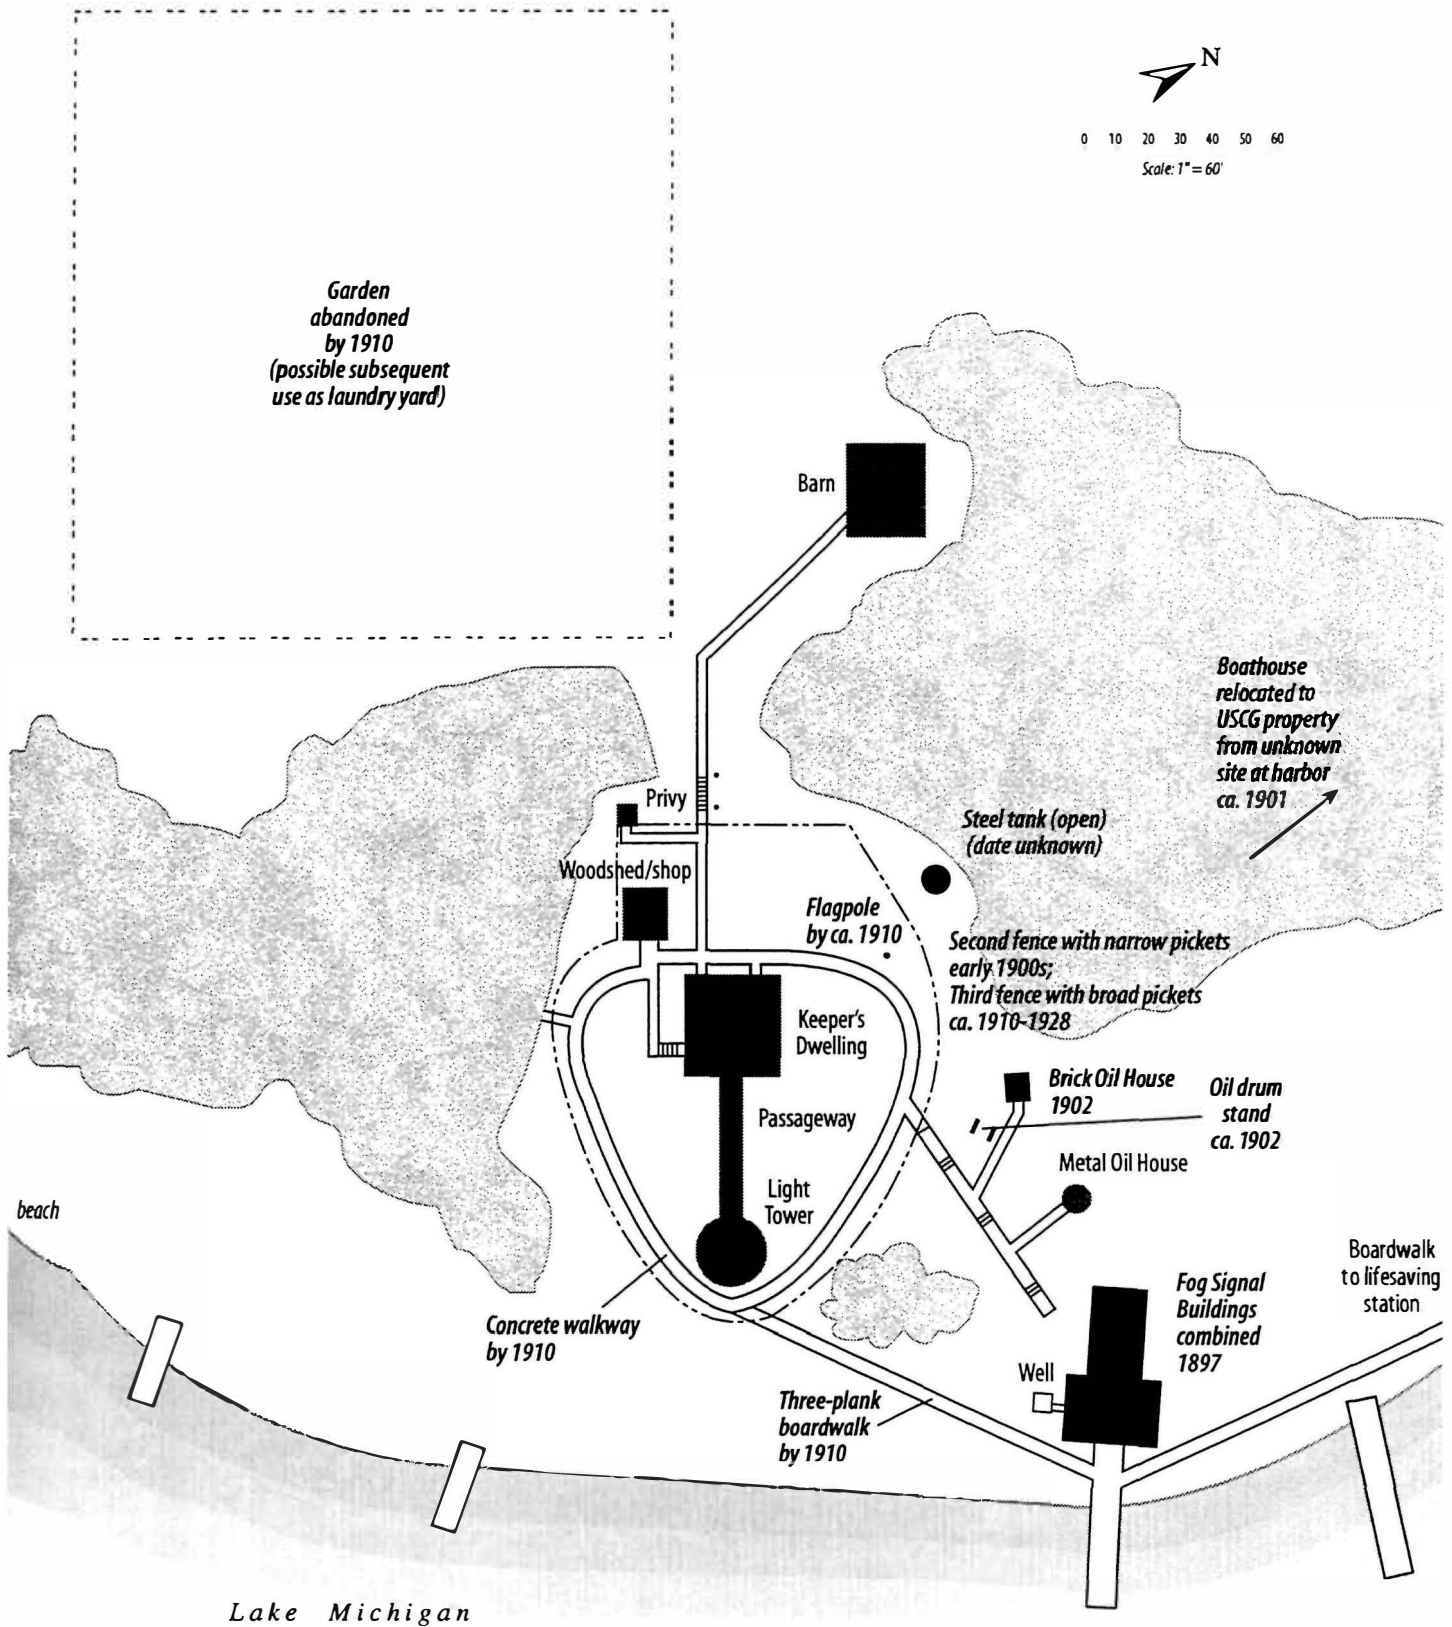 N
0 10 20 30 40 50 60
Scale: 1" = 60'
Garden
abandoned
by 1910
(possible subsequent
use as laundry yard)
Barn
Boathouse
relocated to
USCG property
from unknown
site at harbor
ca. 1901
Privy
Steel tank (open)
(date unknown)
Woodshed/shop
Flagpole
by ca. 1910
Second fence with narrow pickets
early 1900s;
Third fence with broad pickets
ca. 1910-1928
Keeper's
Dwelling
Brick Oil House
1902
Oil drum
stand
ca. 1902
Passageway
Metal Oil House
Light
Tower
beach
Boardwalk
to lifesaving
station
Fog Signal
Buildings
combined
1897
Concrete walkway
by 1910
Well
Three-plank
boardwalk
by 1910
Lake Michigan